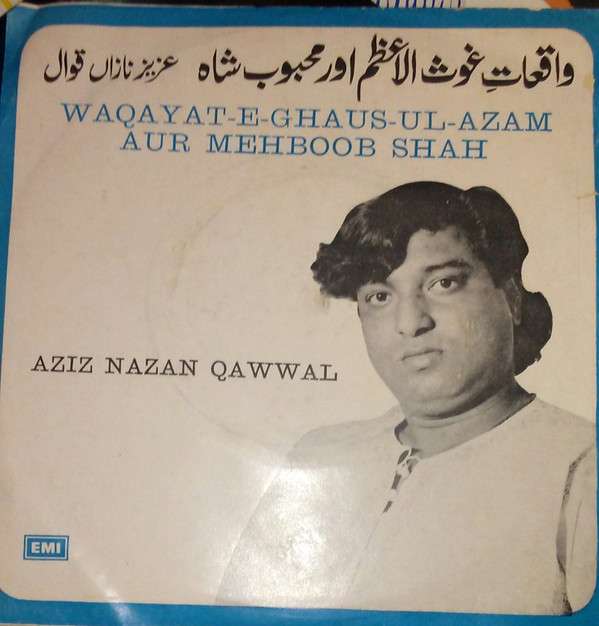 واقعاتِ غوث الاعظم اور محبوب شاہ عزیز نازاں قوال
WAQAYAT-E-GHAUS-UL-AZAM
AUR MEHBOOB SHAH
AZIZ NAZAN QAWWAL
EMI